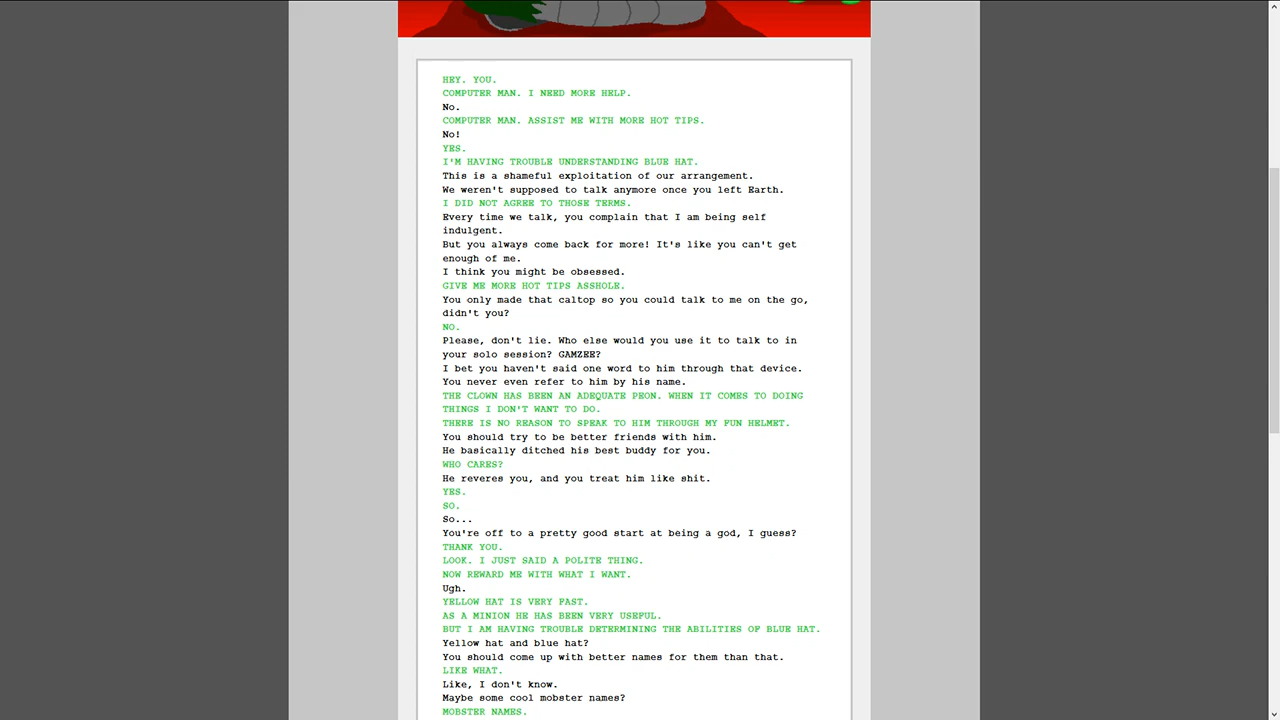 HEY. YOU.
COMPUTER MAN. I NEED MORE HELP.
No.
COMPUTER MAN. ASSIST ME WITH MORE HOT TIPS.
No!
YES.
I'M HAVING TROUBLE UNDERSTANDING BLUE HAT.
This is a shameful exploitation of our arrangement.
We weren't supposed to talk anymore once you left Earth.
I DID NOT AGREE TO THOSE TERMS.
Every time we talk, you complain that I am being self
indulgent.
But you always come back for more! It's like you can't get
enough of me.
I think you might be obsessed.
GIVE ME MORE HOT TIPS ASSHOLE.
You only made that caltop so you could talk to me on the go,
didn't you?
NO.
Please, don't lie. Who else would you use it to talk to in
your solo session? GAMZEE?
I bet you haven't said one word to him through that device.
You never even refer to him by his name.
THE CLOWN HAS BEEN AN ADEQUATE PEON. WHEN IT COMES TO DOING
THINGS I DON'T WANT TO DO.
THERE IS NO REASON TO SPEAK TO HIM THROUGH MY FUN HELMET.
You should try to be better friends with him.
He basically ditched his best buddy for you.
WHO CARES?
He reveres you, and you treat him like shit.
YES.
SO.
So...
You're off to a pretty good start at being a god, I guess?
THANK YOU.
LOOK. I JUST SAID A POLITE THING.
NOW REWARD ME WITH WHAT I WANT.
Ugh.
YELLOW HAT IS VERY FAST.
AS A MINION HE HAS BEEN VERY USEFUL.
BUT I AM HAVING TROUBLE DETERMINING THE ABILITIES OF BLUE HAT.
Yellow hat and blue hat?
You should come up with better names for them than that.
LIKE WHAT.
Like, I don't know.
Maybe some cool mobster names?
MOBSTER NAMES.